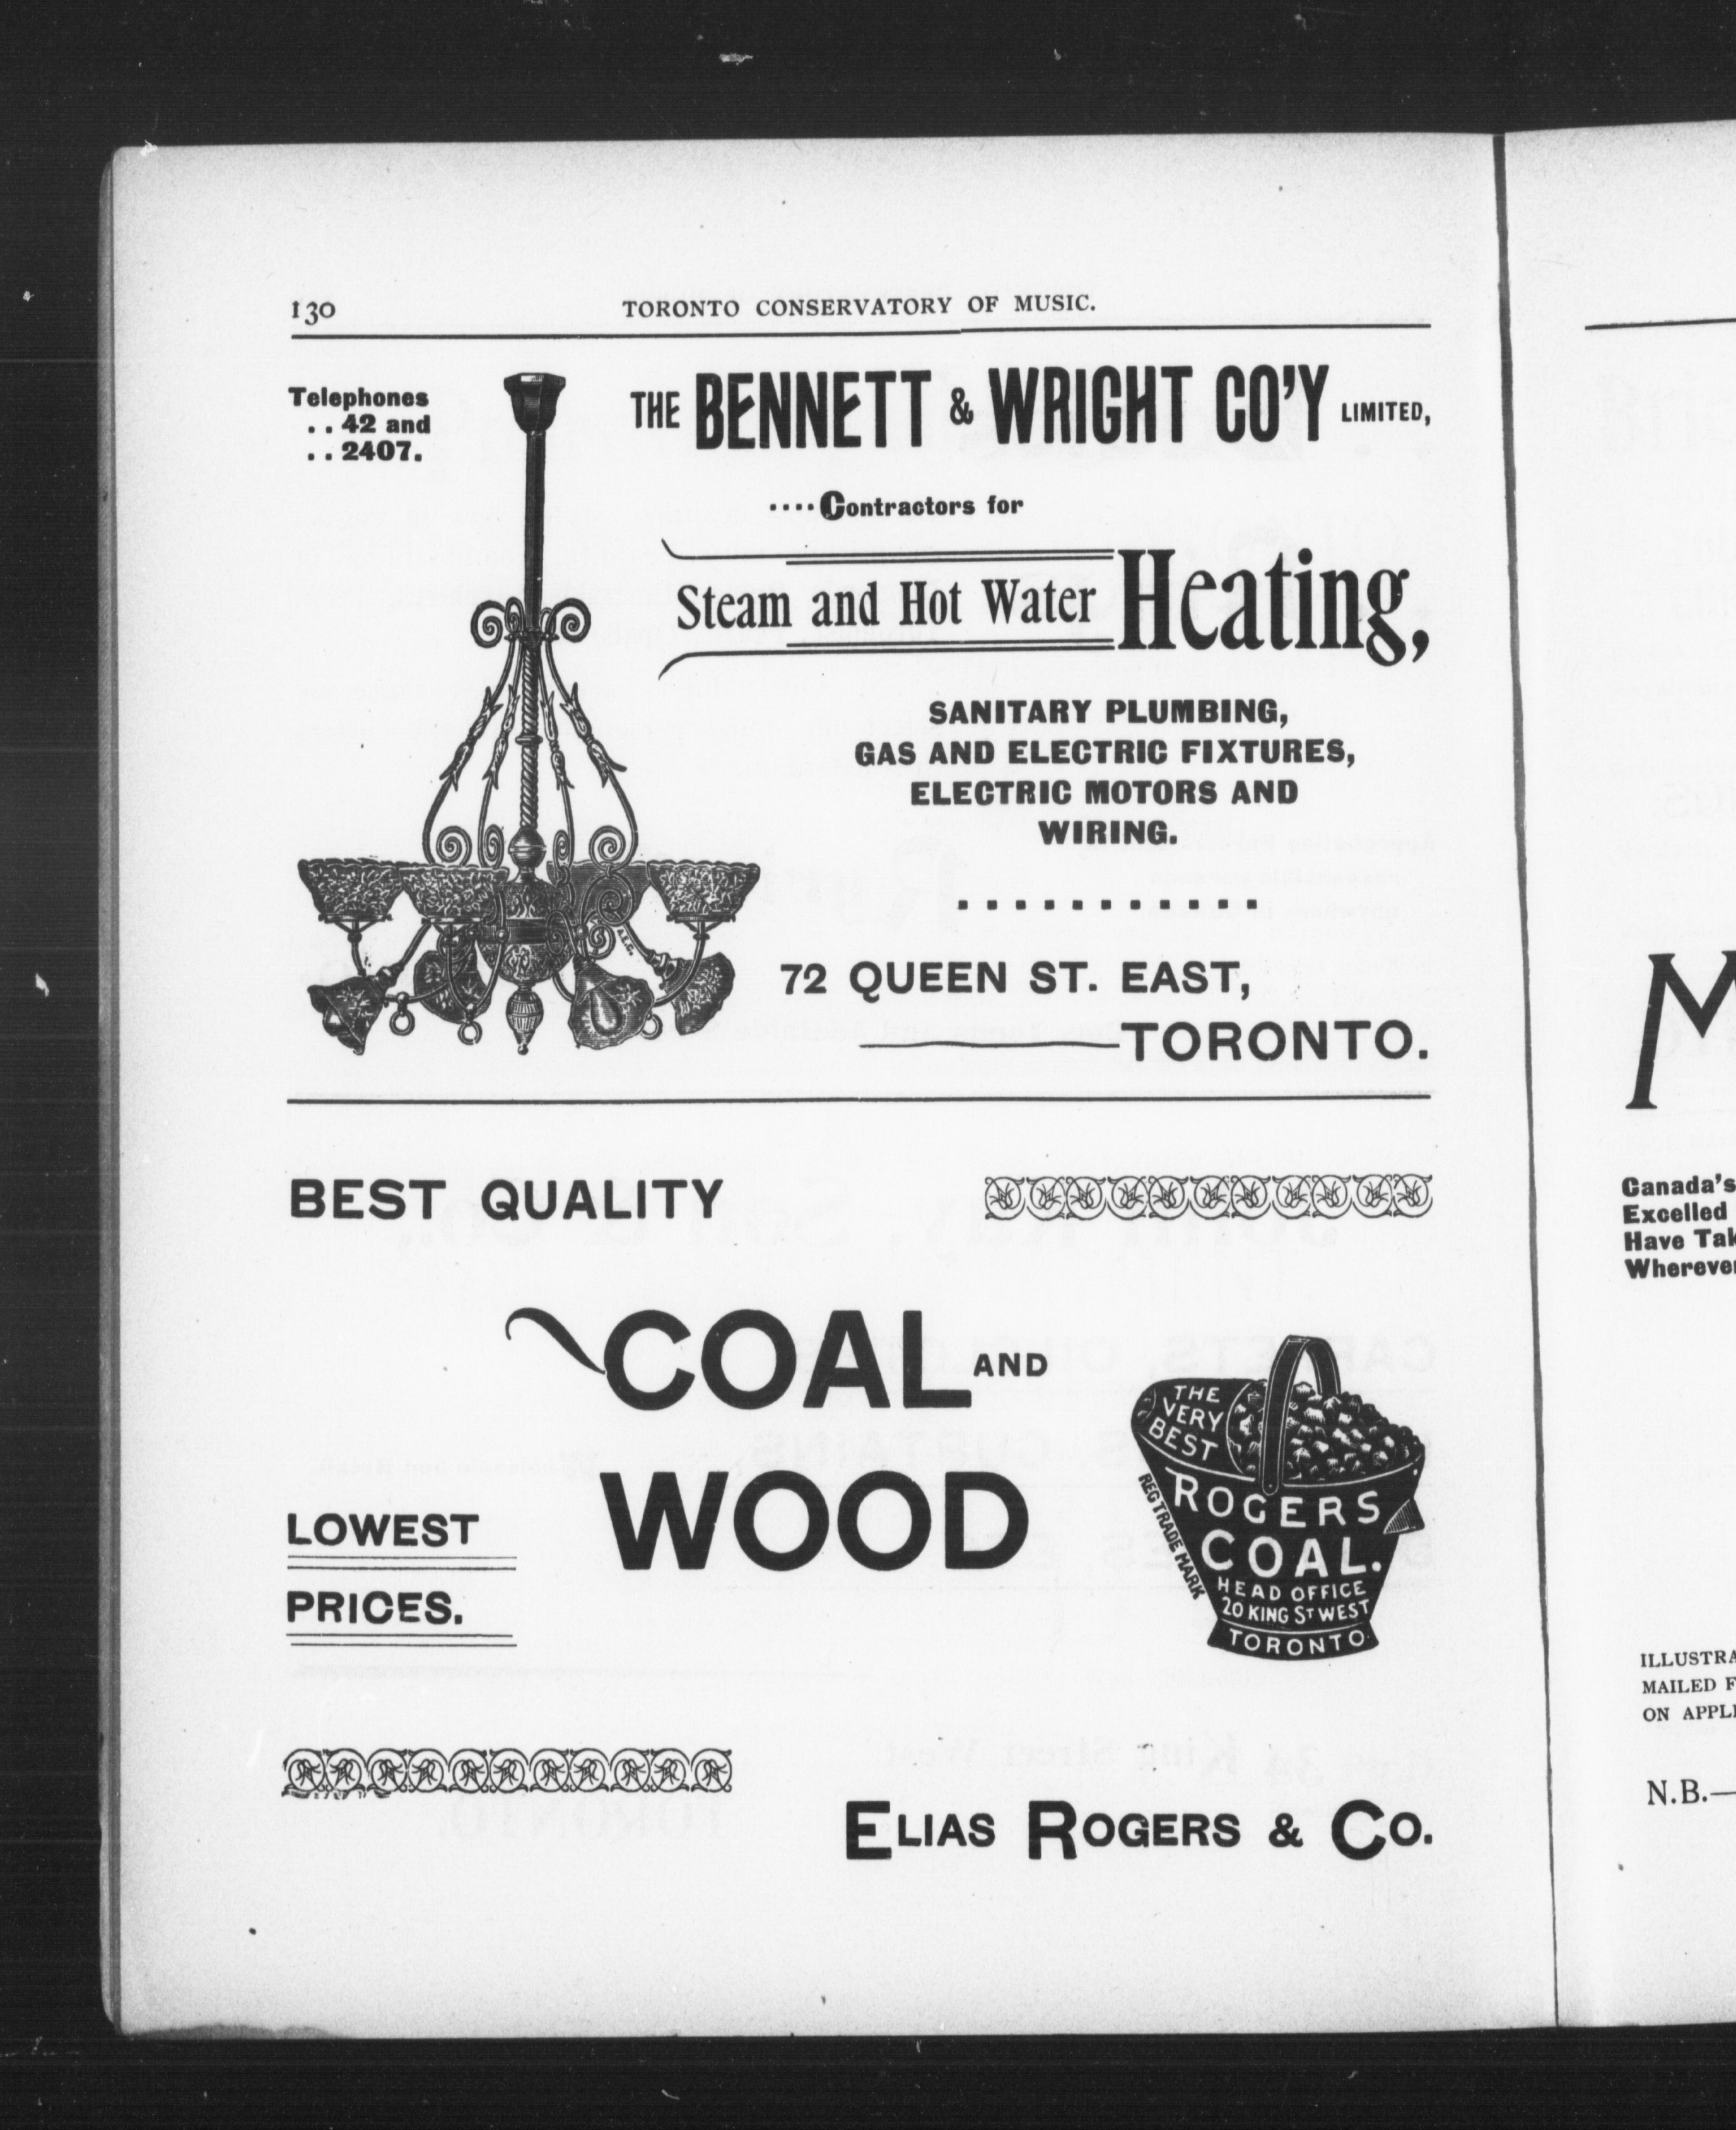 130
TORONTO CONSERVATORY OF MUSIC.
Telephones
. . 42 and
. . 2407.
THE BENNETT & WRIGHT CO'Y LIMITED,
....Contractors for
Steam and Hot Water Heating,
SANITARY PLUMBING,
GAS AND ELECTRIC FIXTURES,
ELECTRIC MOTORS AND
WIRING.
...........
72 QUEEN ST. EAST,
TORONTO.
BEST QUALITY
COAL AND
WOOD
LOWEST
PRICES.
THE
VERY
BEST
ROGERS
COAL.
REG TRADE MARK
HEAD OFFICE
20 KING ST WEST
TORONTO
ELIAS ROGERS & CO.
M
Canada's
Excelled
Have
Wherever
MAILED
ON
N.B.—